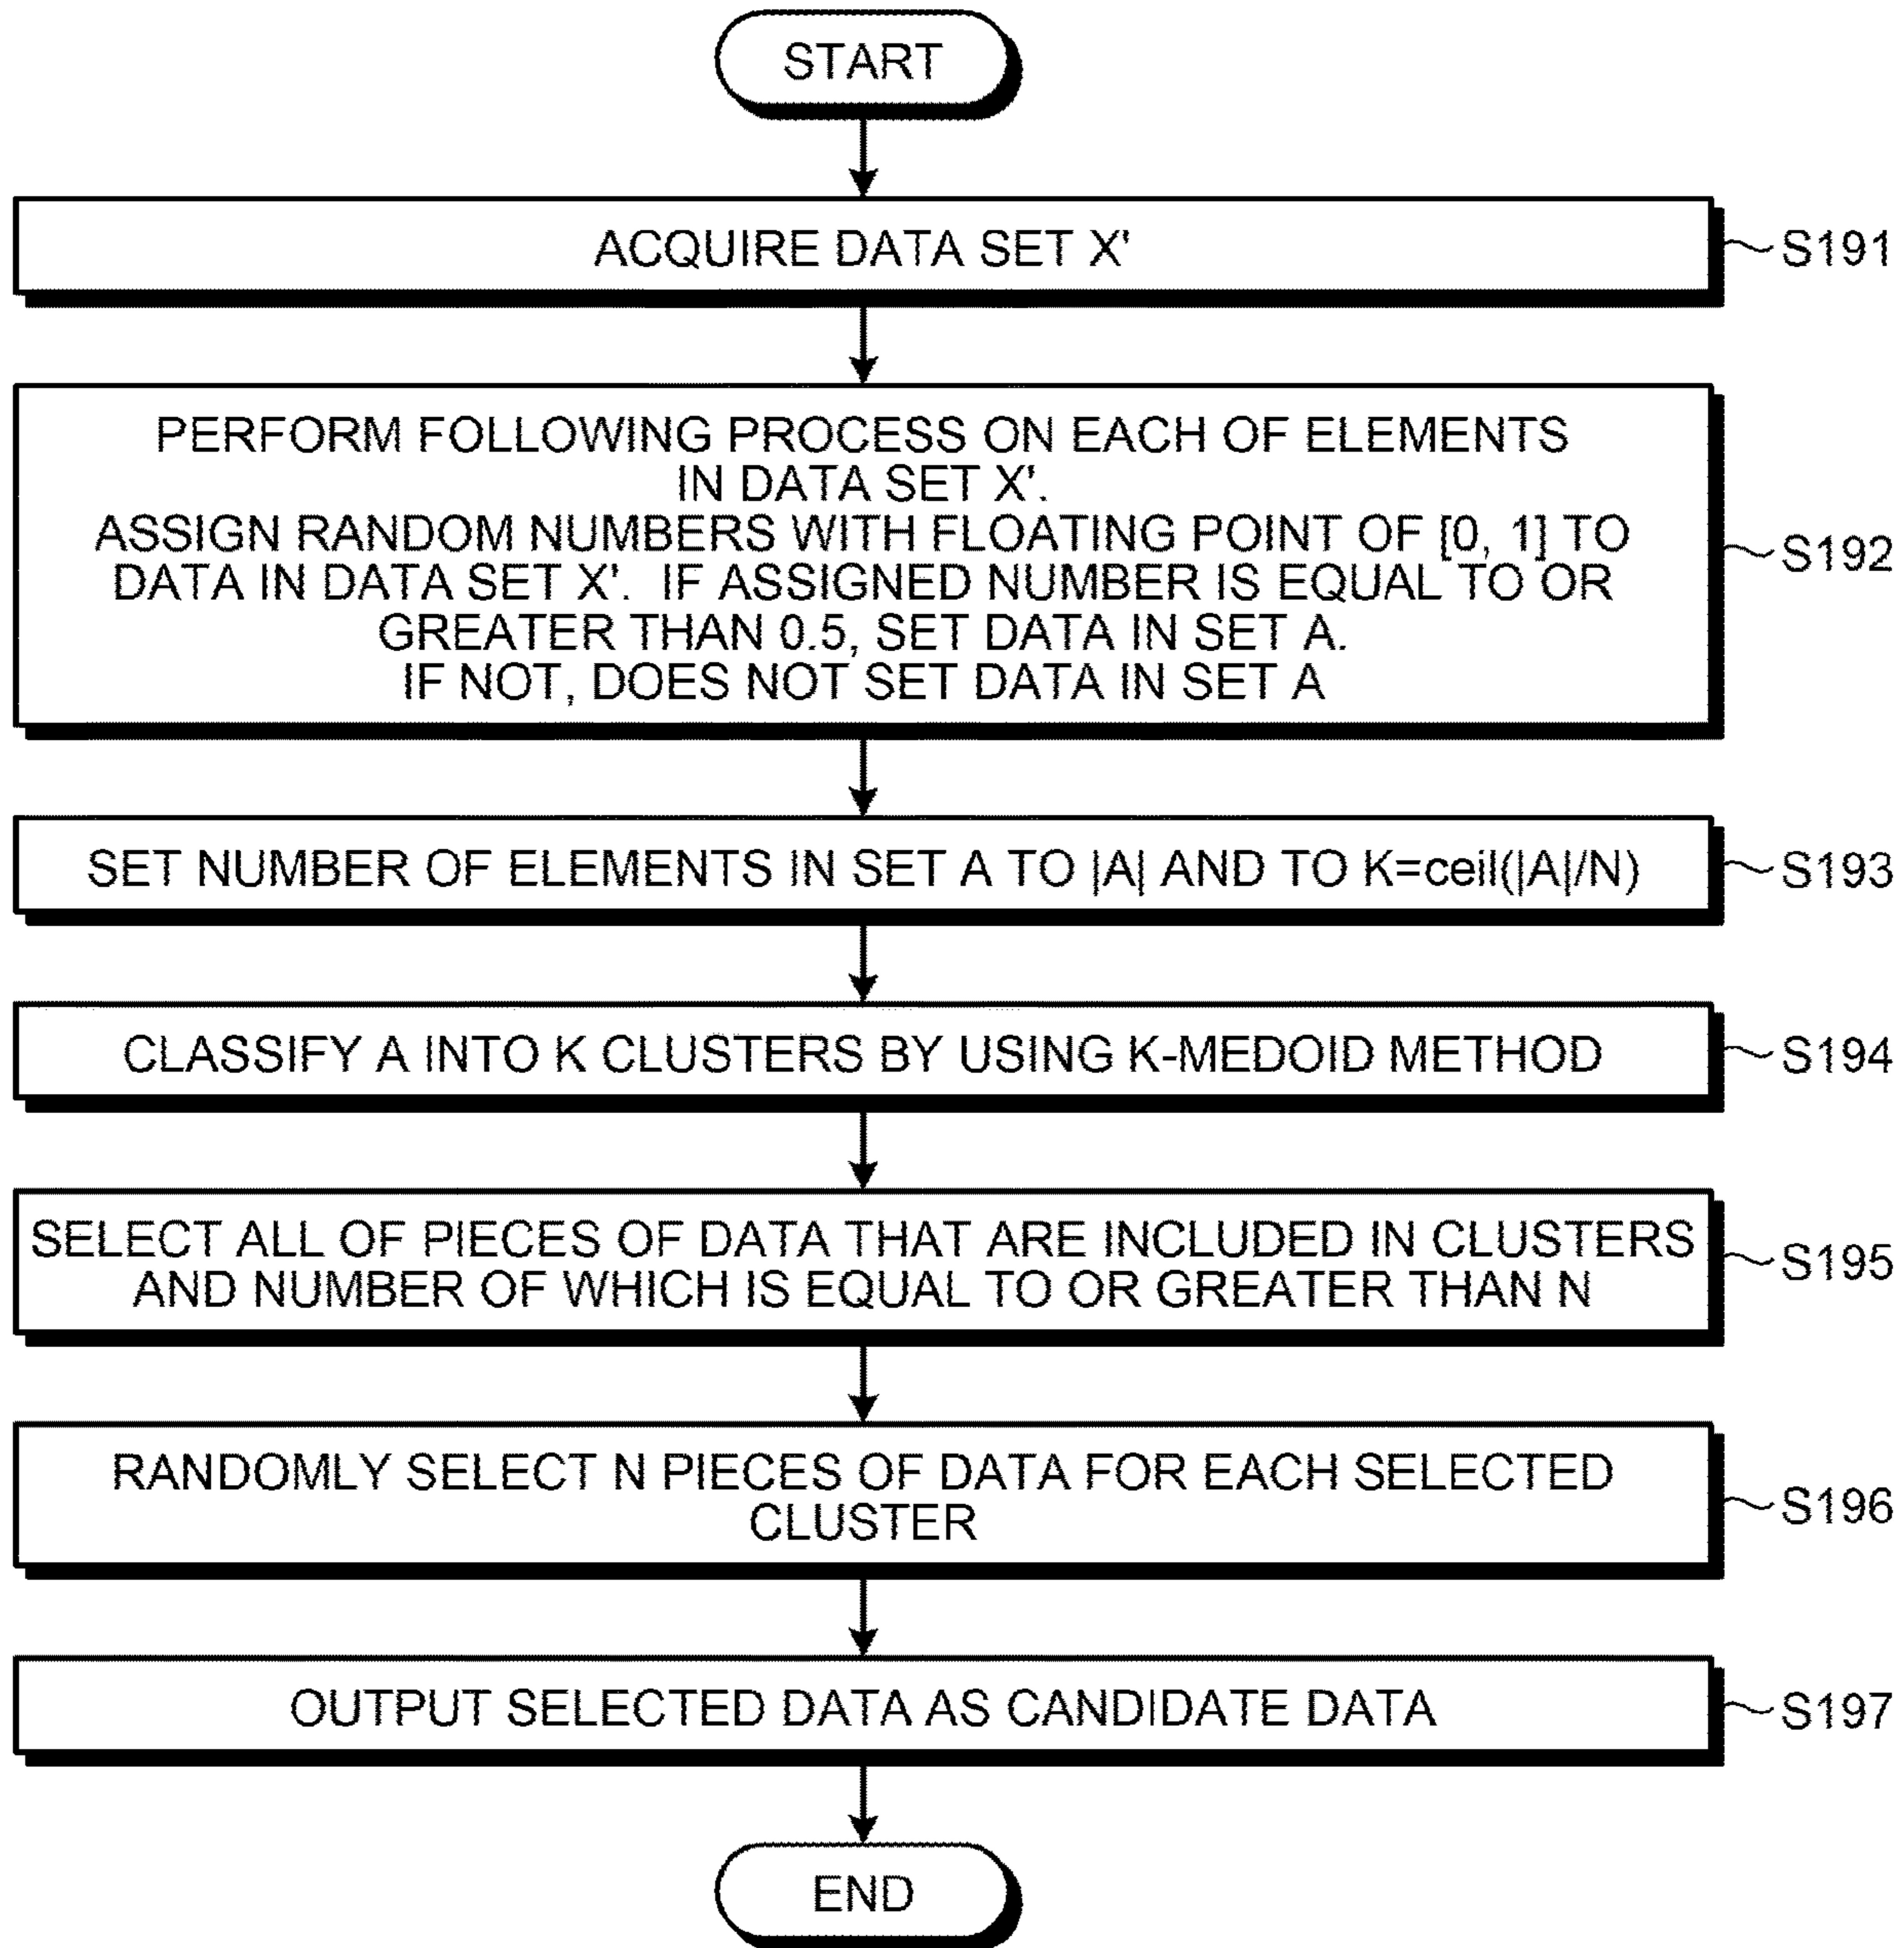 START
ACQUIRE DATA SET X'
S191
PERFORM FOLLOWING PROCESS ON EACH OF ELEMENTS
IN DATA SET X'.
ASSIGN RANDOM NUMBERS WITH FLOATING POINT OF [0, 1] TO
DATA IN DATA SET X'. IF ASSIGNED NUMBER IS EQUAL TO OR
GREATER THAN 0.5, SET DATA IN SET A.
IF NOT, DOES NOT SET DATA IN SET A
S192
SET NUMBER OF ELEMENTS IN SET A TO |A| AND TO K=ceil(|A|/N)
S193
CLASSIFY A INTO K CLUSTERS BY USING K-MEDOID METHOD
S194
SELECT ALL OF PIECES OF DATA THAT ARE INCLUDED IN CLUSTERS
AND NUMBER OF WHICH IS EQUAL TO OR GREATER THAN N
S195
RANDOMLY SELECT N PIECES OF DATA FOR EACH SELECTED
CLUSTER
S196
OUTPUT SELECTED DATA AS CANDIDATE DATA
S197
END